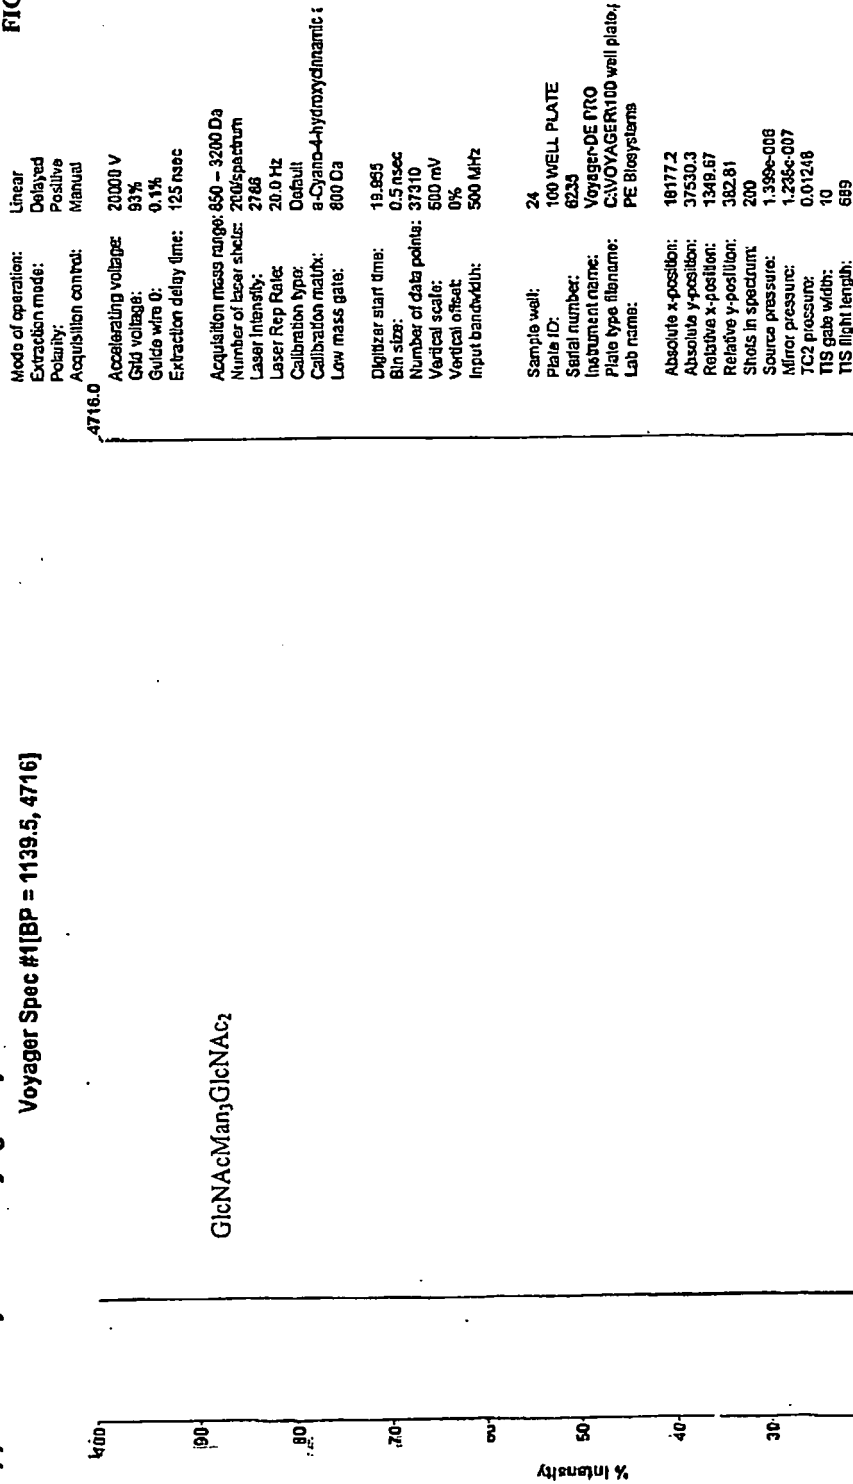 FIG
Voyager Spec #1[BP = 1139.5, 4716]
GlcNAcMan3GlcNAc2
4716.0
100
90
80
70
60
50
40
30
% Intensity
Mode of operation: Linear
Extraction mode: Delayed
Polarity: Positive
Acquisition control: Manual
Accelerating voltage: 20000 V
Grid voltage: 93%
Guide wire 0: 0.1%
Extraction delay time: 125 nsec
Acquisition mass range: 850 – 3200 Da
Number of laser shots: 200/spectrum
Laser Intensity: 2788
Laser Rep Rate: 20.0 Hz
Calibration type: Default
Calibration matrix: a-Cyano-4-hydroxycinnamic a
Low mass gate: 800 Da
Digitizer start time: 19.955
Bin size: 0.5 nsec
Number of data points: 37310
Vertical scale: 500 mV
Vertical offset: 0%
Input bandwidth: 500 MHz
Sample well: 24
Plate ID: 100 WELL PLATE
Serial number: 6235
Instrument name: Voyager-DE PRO
Plate type filename: C:\VOYAGER\100 well plate.p
Lab name: PE Biosystems
Absolute x-position: 18177.2
Absolute y-position: 37530.3
Relative x-position: 1349.67
Relative y-position: 382.81
Shots in spectrum: 200
Source pressure: 1.399e-008
Mirror pressure: 1.236e-007
TC2 pressure: 0.01248
TIS gate width: 10
TIS flight length: 689